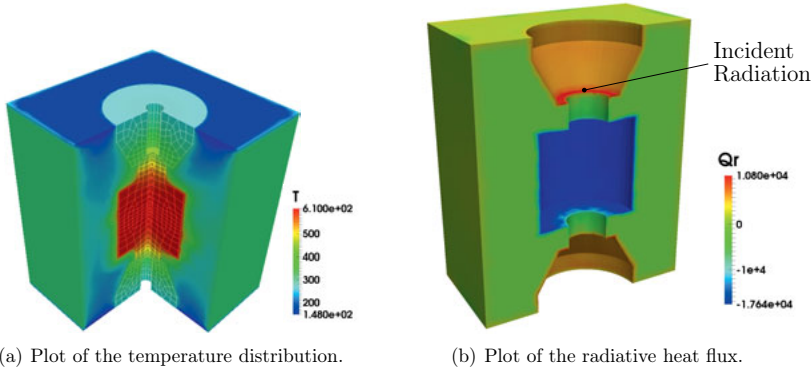 Incident
Radiation
T
6.100e+02
500
400
300
200
1.480e+02
Qr
1.080e+04
0
-1e+4
-1.764e+04
(a) Plot of the temperature distribution.
(b) Plot of the radiative heat flux.